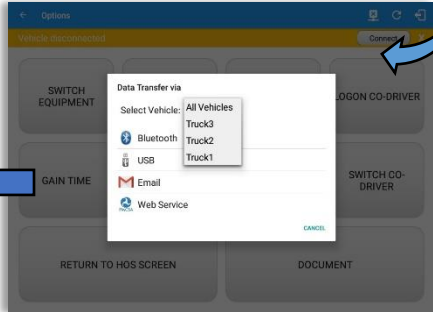 Options
Vehicle disconnected
Connect
X
SWITCH
EQUIPMENT
LOGON CO-DRIVER
Data Transfer via
Select Vehicle:
All Vehicles
Truck3
Truck2
Truck1
Bluetooth
USB
Email
Web Service
CANCEL
GAIN TIME
SWITCH CO-
DRIVER
RETURN TO HOS SCREEN
DOCUMENT